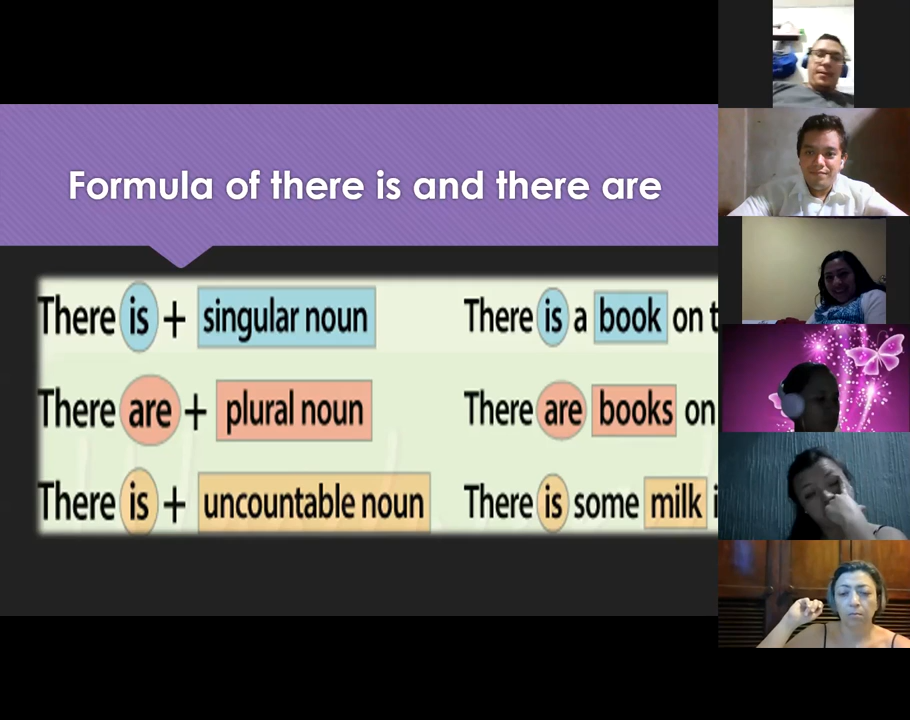 Formula of there is and there are
There is + singular noun There is a book on t
There are + plural noun There are books on
There is + uncountable noun There is some milk i